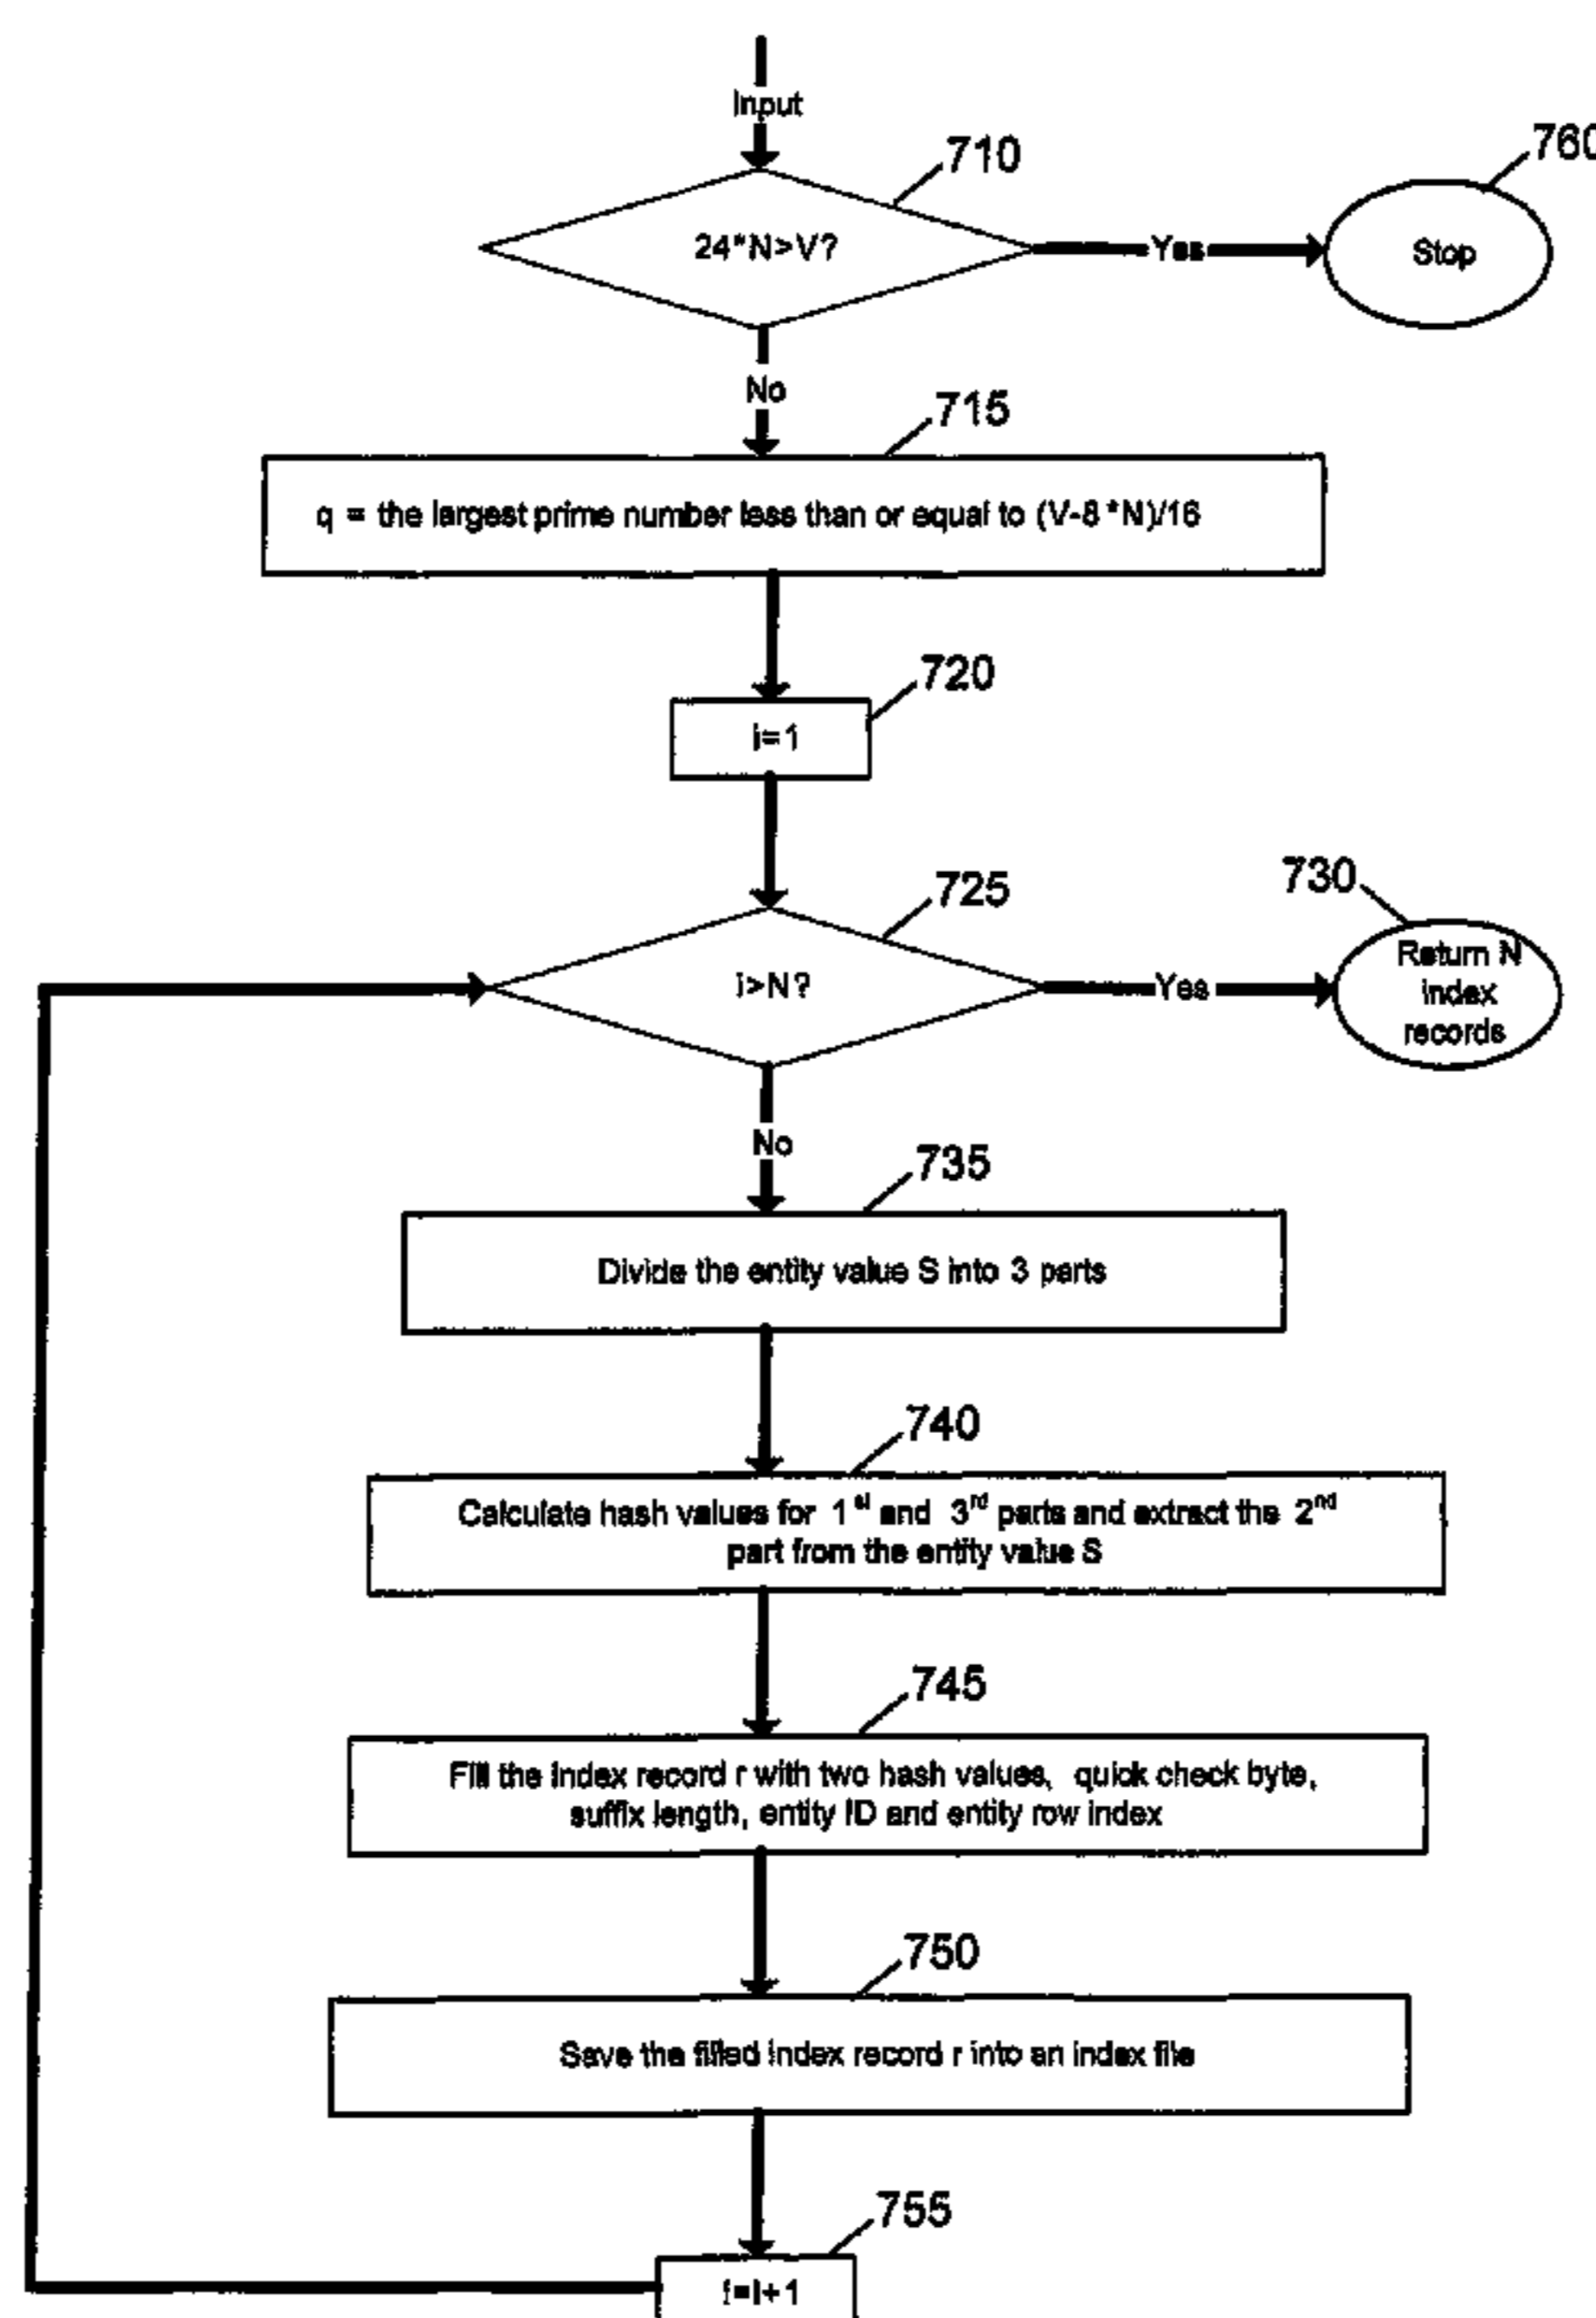 Input
710
760
24*N>V?
Yes
Stop
No
715
q = the largest prime number less than or equal to (V-8*N)/16
720
i=1
725
730
i>N?
Yes
Return N
index
records
No
735
Divide the entity value S into 3 parts
740
Calculate hash values for 1st and 3rd parts and extract the 2nd
part from the entity value S
745
Fill the index record r with two hash values, quick check byte,
suffix length, entity ID and entity row index
750
Save the filled index record r into an index file
755
i=i+1